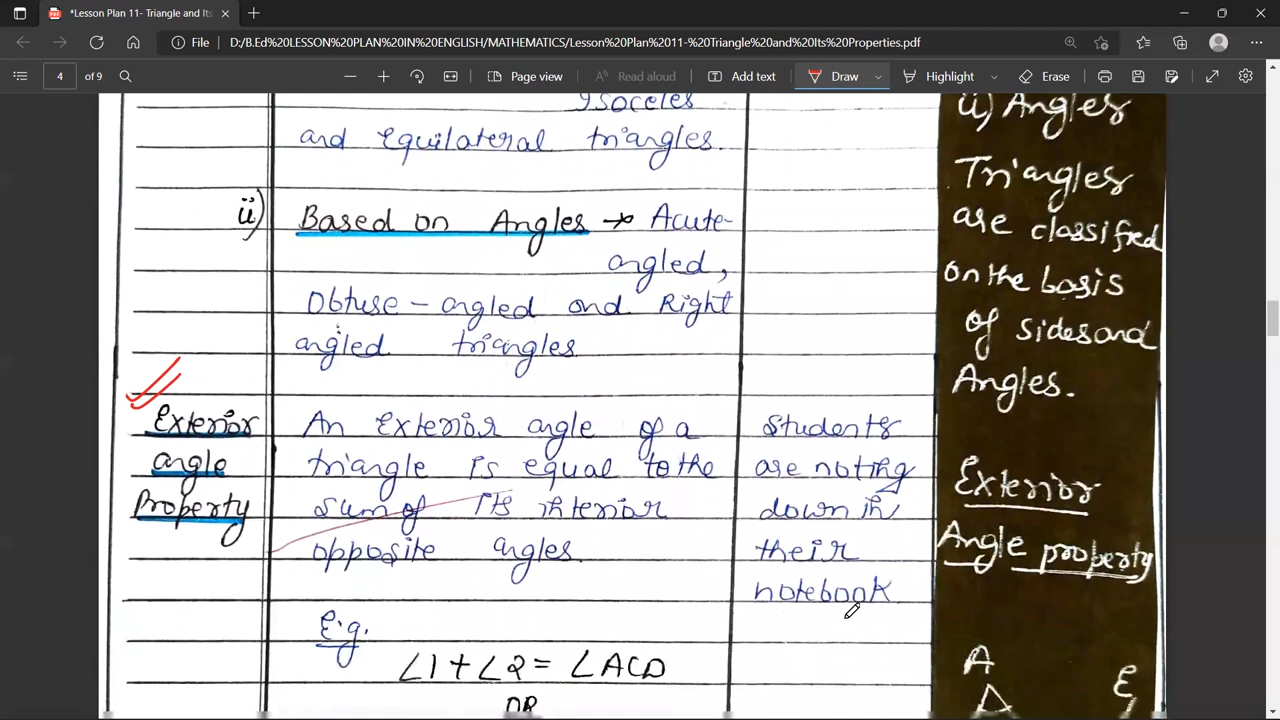 *Lesson Plan 11- Triangle and Its
File
D:/B.Ed%20LESSON%20PLAN%20IN%20ENGLISH/MATHEMATICS/Lesson%20Plan%2011-%20Triangle%20and%20Its%20Properties.pdf
4 of 9
Page view
Read aloud
Add text
Draw
Highlight
Erase
Isoceles
and equilateral triangles.
ii) Based on Angles → Acute-
angled,
Obtuse - angled and Right
angled triangles
Exterior
angle
Property
An exterior angle of a
triangle is equal to the
sum of its interior
opposite angles.
E.g.
∠1 + ∠2 = ∠ACD
OR
Students
are noting
down in
their
notebook
ii) Angles
Triangles
are classified
on the basis
of sides and
Angles.
Exterior
Angle property
A
E